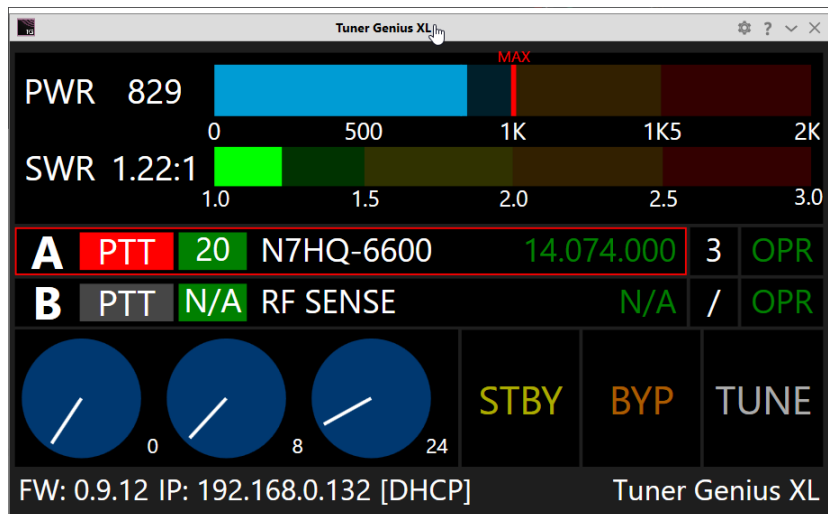 Tuner Genius XL
MAX
PWR 829
0 500 1K 1K5 2K
SWR 1.22:1
1.0 1.5 2.0 2.5 3.0
A PTT 20 N7HQ-6600 14.074.000 3 OPR
B PTT N/A RF SENSE N/A / OPR
0 8 24 STBY BYP TUNE
FW: 0.9.12 IP: 192.168.0.132 [DHCP] Tuner Genius XL